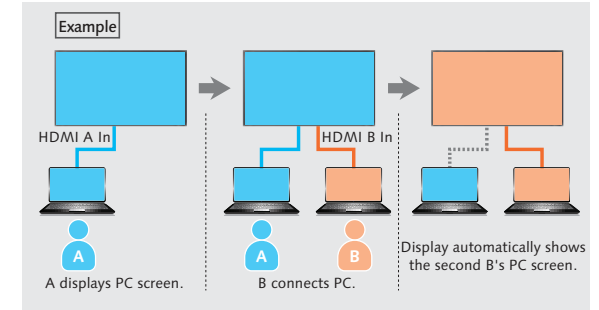 Example
HDMI A In
HDMI B In
A
A
B
A displays PC screen.
B connects PC.
Display automatically shows
the second B's PC screen.